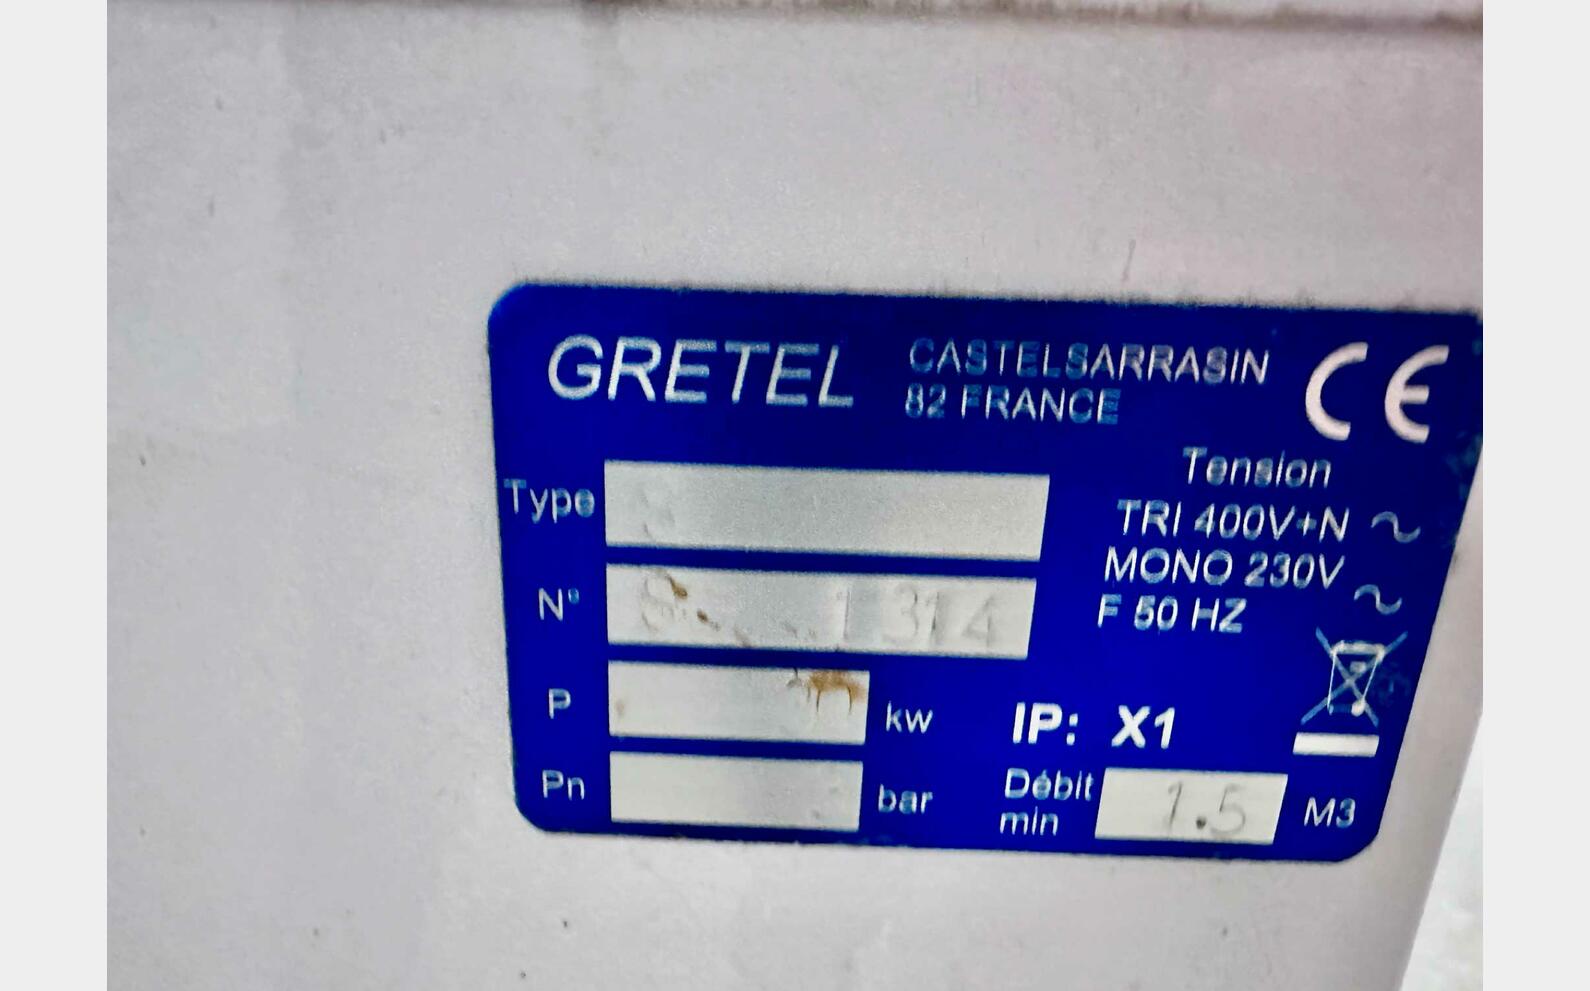 GRETEL
CASTELSARRASIN
82 FRANCE
CE
Tension
TRI 400V+N ~
MONO 230V ~
F 50 HZ
Type
N°
1314
P kw
Pn bar
IP: X1
Débit min 1.5 M3